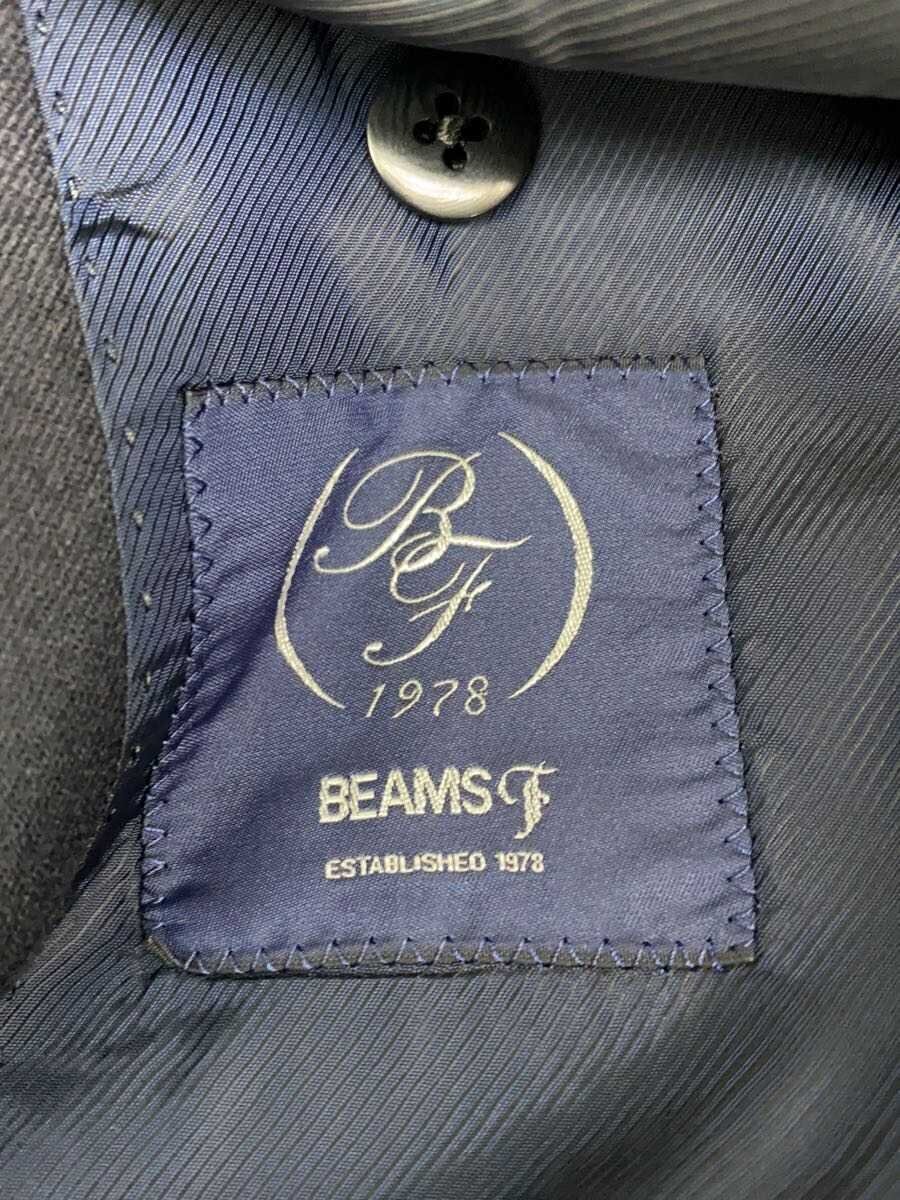 BF
1978
BEAMS F
ESTABLISHED 1978